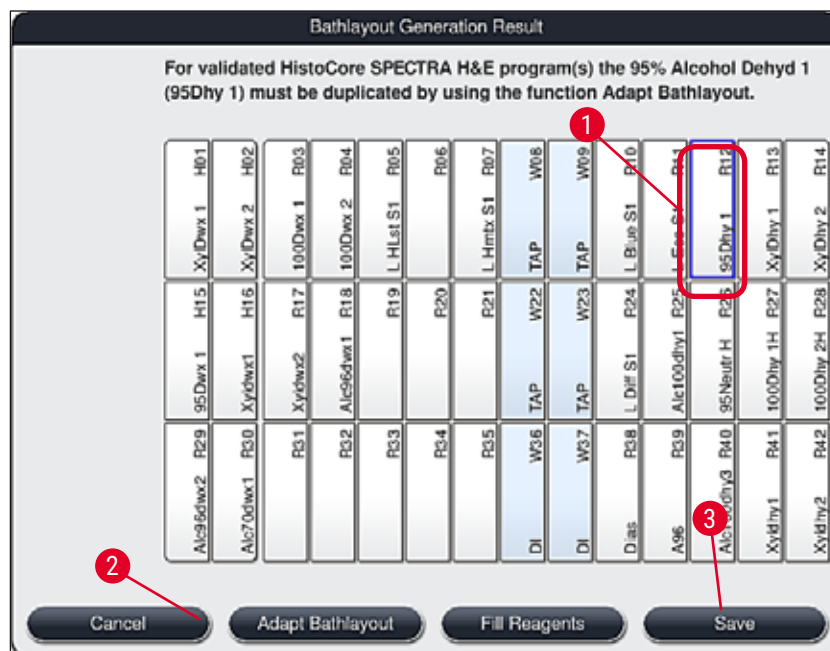 Bathlayout Generation Result
For validated HistoCore SPECTRA H&E program(s) the 95% Alcohol Dehyd 1
(95Dhy 1) must be duplicated by using the function Adapt Bathlayout.
1
XylDwx 1 H01
XylDwx 2 H02
100Dwx 1 R03
100Dwx 2 R04
L HLst S1 R05
R06
L Hmtx S1 R07
TAP W08
TAP W09
L Blue S1 R10
L Eos S1 R11
95Dhy 1 R12
XylDhy 1 R13
XylDhy 2 R14
95Dwx 1 H15
Xyldwx1 H16
Xyldwx2 R17
Alc96dwx1 R18
R19
R20
R21
TAP W22
TAP W23
L Diff S1 R24
Alc100dhy1 R25
95Neutr H R26
100Dhy 1H R27
100Dhy 2H R28
Alc96dwx2 R29
Alc70dwx1 R30
R31
R32
R33
R34
R35
DI W36
DI W37
Dias R38
A96 R39
R40
Xyldhy1 R41
Xyldhy2 R42
2
3
Cancel
Adapt Bathlayout
Fill Reagents
Save